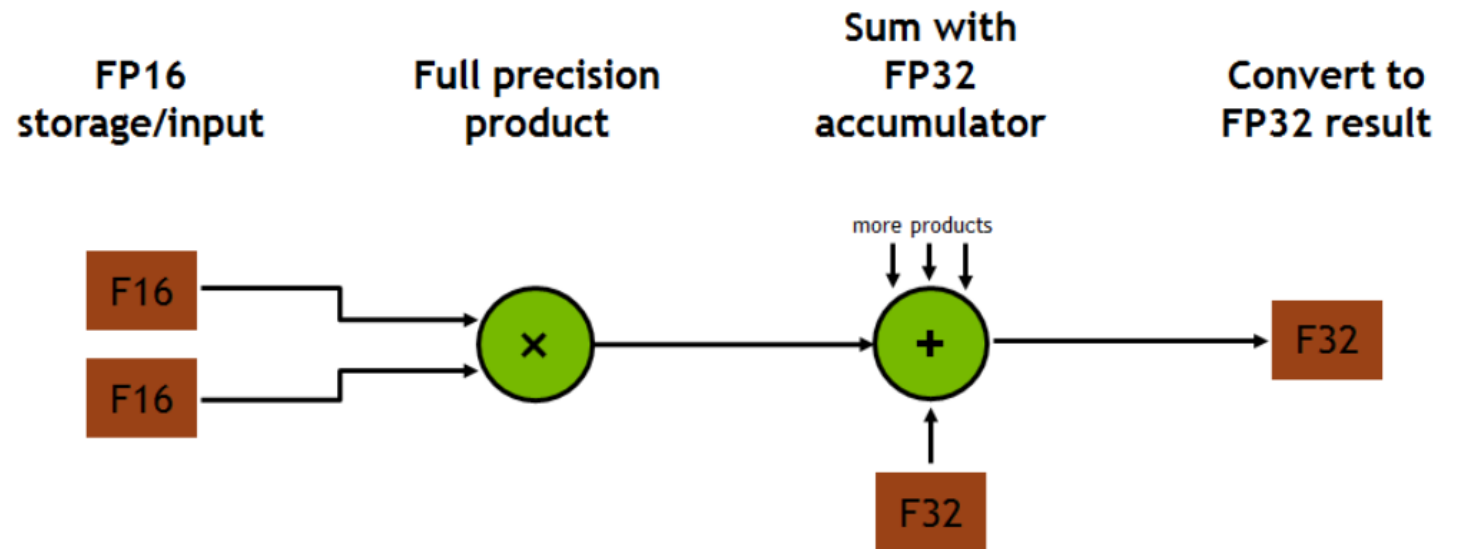 FP16
storage/input
Full precision
product
Sum with
FP32
accumulator
Convert to
FP32 result
more products
F16
F16
×
+
F32
F32